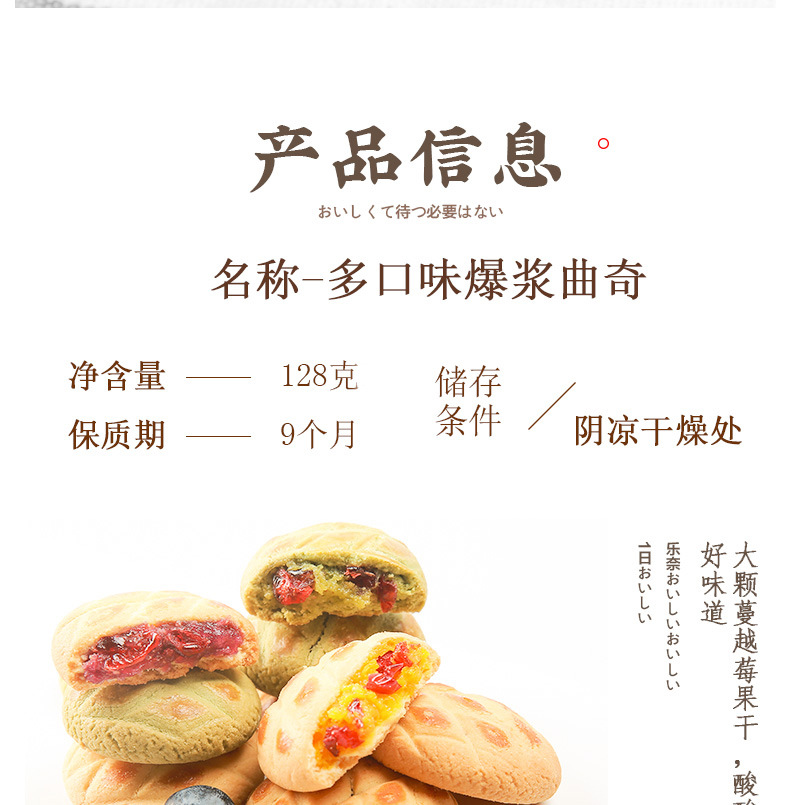 产品信息
おいしくて待つ必要はない
名称-多口味爆浆曲奇
净含量 —— 128克
保质期 —— 9个月
储存
条件
/
阴凉干燥处
大颗蔓越莓果干,酸
好味道
乐奈おいしいおいしい
1日おいしい